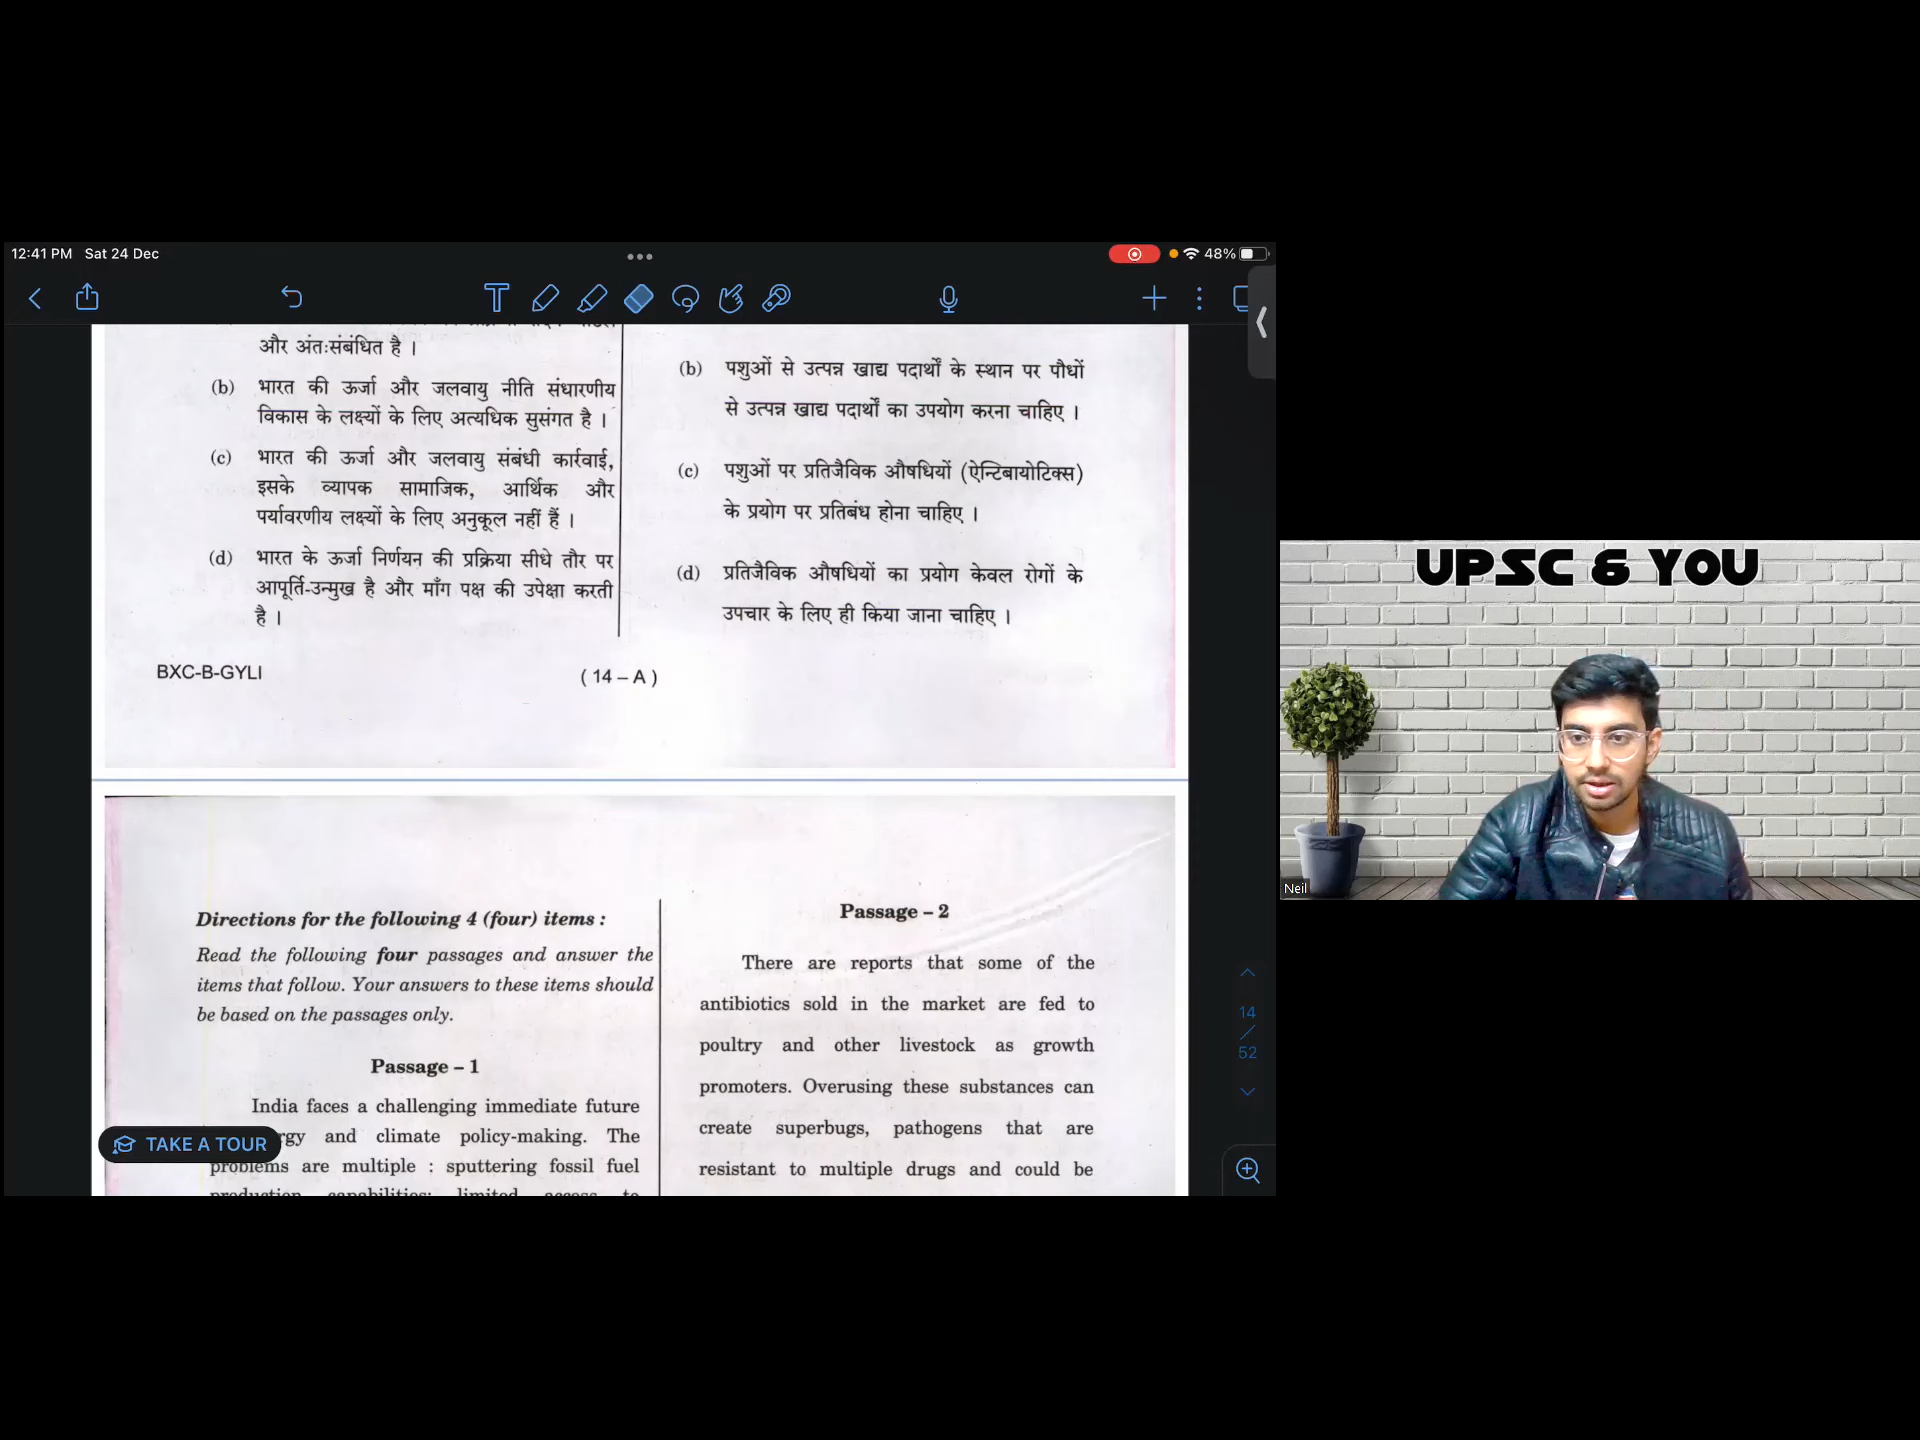 12:41 PM Sat 24 Dec
48%
और अंतःसंबंधित है ।
(b) भारत की ऊर्जा और जलवायु नीति संधारणीय
विकास के लक्ष्यों के लिए अत्यधिक सुसंगत है ।
(c) भारत की ऊर्जा और जलवायु संबंधी कार्रवाई,
इसके व्यापक सामाजिक, आर्थिक और
पर्यावरणीय लक्ष्यों के लिए अनुकूल नहीं हैं ।
(d) भारत के ऊर्जा निर्णयन की प्रक्रिया सीधे तौर पर
आपूर्ति-उन्मुख है और माँग पक्ष की उपेक्षा करती
है ।
(b) पशुओं से उत्पन्न खाद्य पदार्थों के स्थान पर पौधों
से उत्पन्न खाद्य पदार्थों का उपयोग करना चाहिए ।
(c) पशुओं पर प्रतिजैविक औषधियों (ऐन्टिबायोटिक्स)
के प्रयोग पर प्रतिबंध होना चाहिए ।
(d) प्रतिजैविक औषधियों का प्रयोग केवल रोगों के
उपचार के लिए ही किया जाना चाहिए ।
BXC-B-GYLI
( 14 – A )
Directions for the following 4 (four) items :
Read the following four passages and answer the
items that follow. Your answers to these items should
be based on the passages only.
Passage – 1
India faces a challenging immediate future
and climate policy-making. The
problems are multiple : sputtering fossil fuel
production capabilities; limited access to
Passage – 2
There are reports that some of the
antibiotics sold in the market are fed to
poultry and other livestock as growth
promoters. Overusing these substances can
create superbugs, pathogens that are
resistant to multiple drugs and could be
TAKE A TOUR
14
/
52
UPSC & YOU
Neil